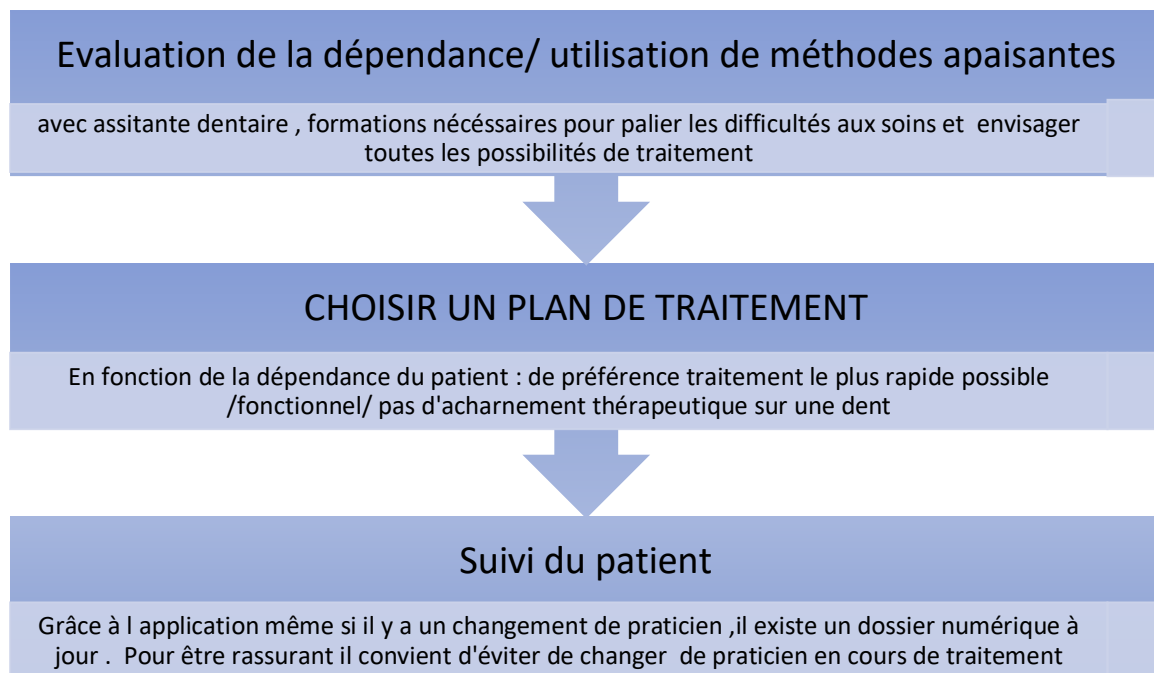 Evaluation de la dépendance/ utilisation de méthodes apaisantes
avec assitante dentaire , formations nécéssaires pour palier les difficultés aux soins et  envisager
toutes les possibilités de traitement
CHOISIR UN PLAN DE TRAITEMENT
En fonction de la dépendance du patient : de préférence traitement le plus rapide possible
/fonctionnel/ pas d'acharnement thérapeutique sur une dent
Suivi du patient
Grâce à l application même si il y a un changement de praticien ,il existe un dossier numérique à
jour .  Pour être rassurant il convient d'éviter de changer  de praticien en cours de traitement